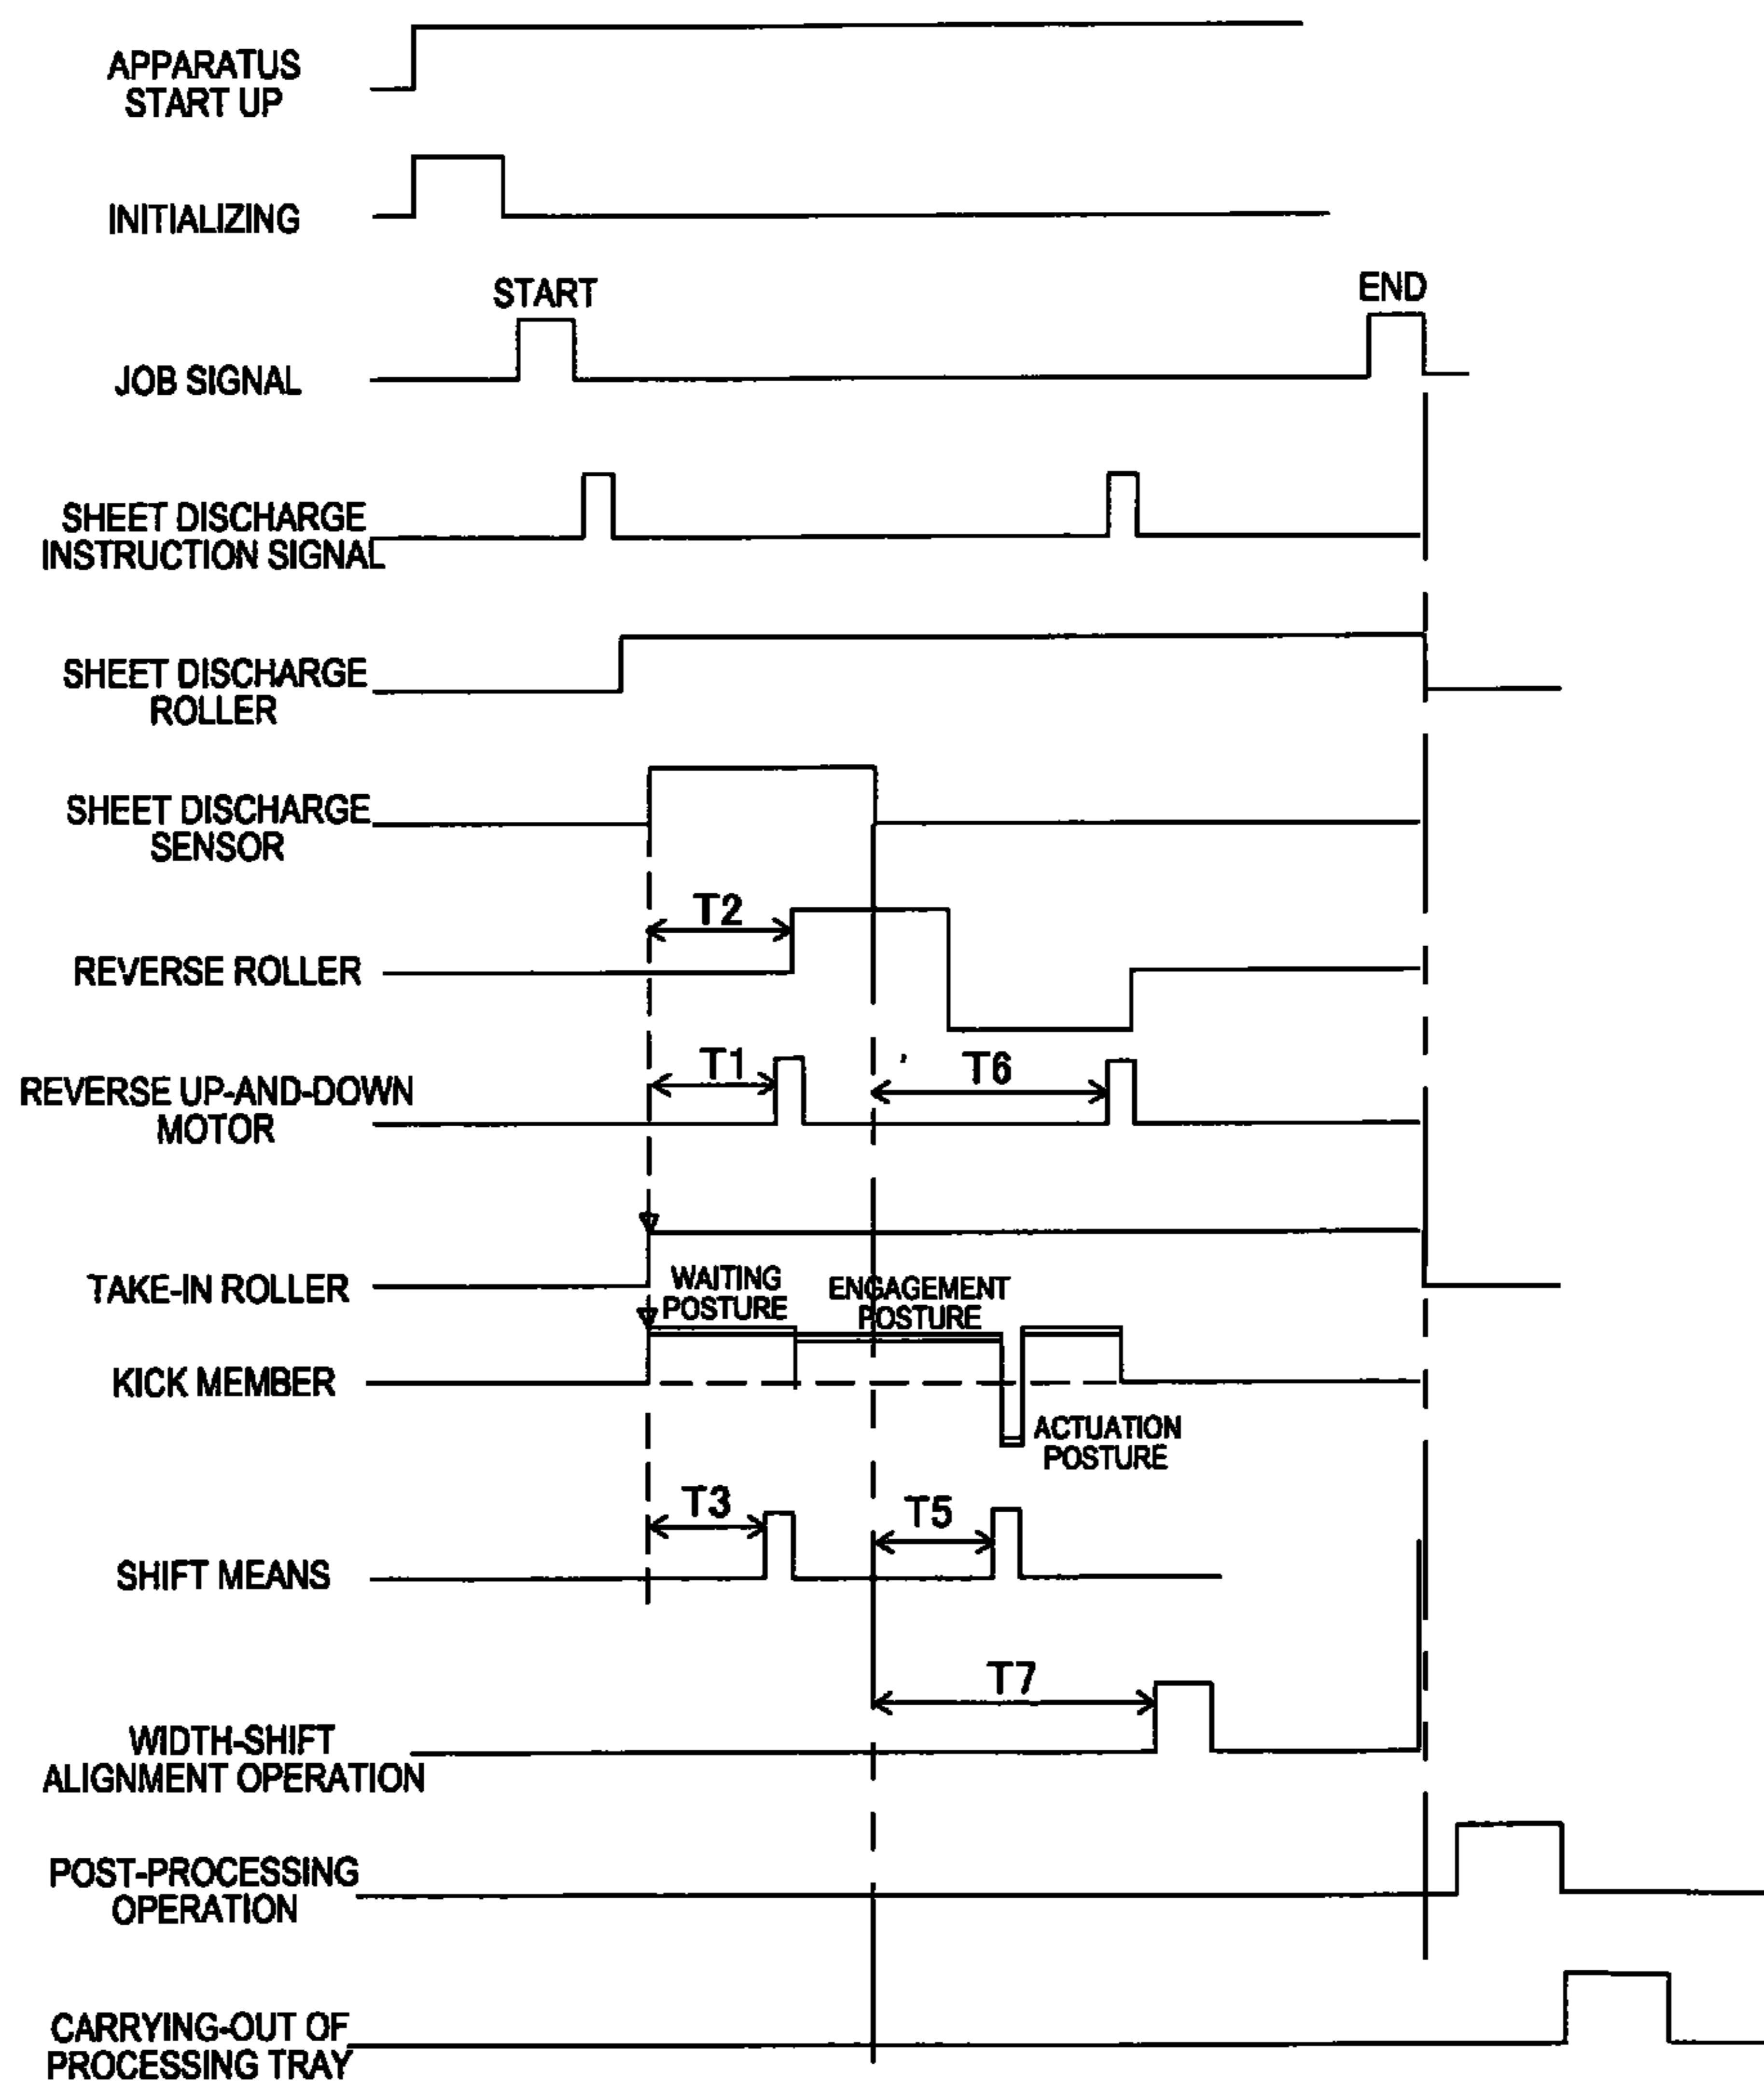 APPARATUS
START UP
INITIALIZING
START
END
JOB SIGNAL
SHEET DISCHARGE
INSTRUCTION SIGNAL
SHEET DISCHARGE
ROLLER
SHEET DISCHARGE
SENSOR
T2
REVERSE ROLLER
T1
T6
REVERSE UP-AND-DOWN
MOTOR
TAKE-IN ROLLER
WAITING
POSTURE
ENGAGEMENT
POSTURE
KICK MEMBER
ACTUATION
POSTURE
T3
T5
SHIFT MEANS
T7
WIDTH-SHIFT
ALIGNMENT OPERATION
POST-PROCESSING
OPERATION
CARRYING-OUT OF
PROCESSING TRAY